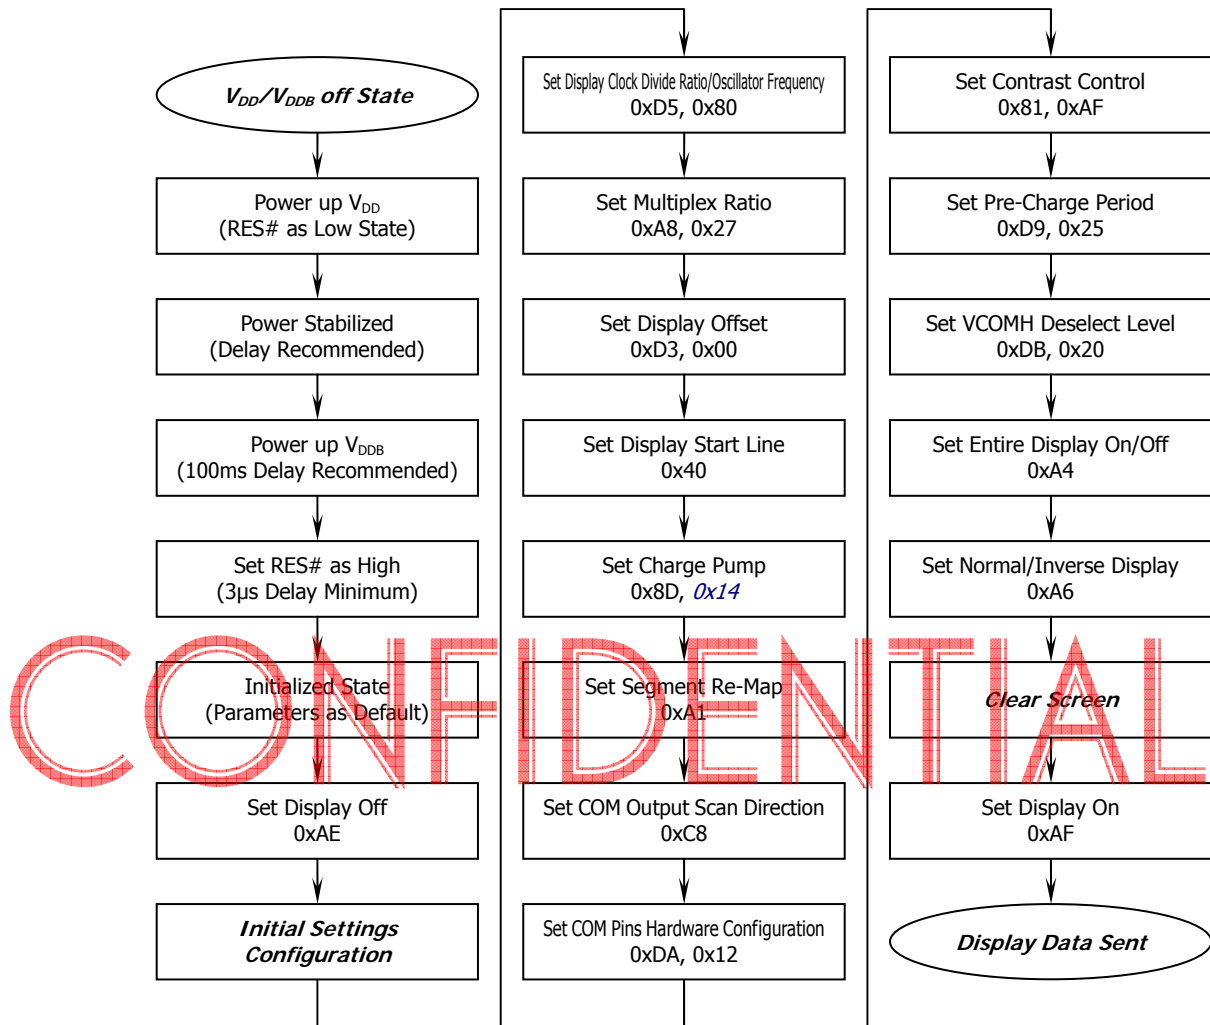 V_DD/V_DDB off State
Power up V_DD
(RES# as Low State)
Power Stabilized
(Delay Recommended)
Power up V_DDB
(100ms Delay Recommended)
Set RES# as High
(3μs Delay Minimum)
Initialized State
(Parameters as Default)
Set Display Off
0xAE
Initial Settings
Configuration
Set Display Clock Divide Ratio/Oscillator Frequency
0xD5, 0x80
Set Multiplex Ratio
0xA8, 0x27
Set Display Offset
0xD3, 0x00
Set Display Start Line
0x40
Set Charge Pump
0x8D, 0x14
Set Segment Re-Map
0xA1
Set COM Output Scan Direction
0xC8
Set COM Pins Hardware Configuration
0xDA, 0x12
Set Contrast Control
0x81, 0xAF
Set Pre-Charge Period
0xD9, 0x25
Set VCOMH Deselect Level
0xDB, 0x20
Set Entire Display On/Off
0xA4
Set Normal/Inverse Display
0xA6
Clear Screen
Set Display On
0xAF
Display Data Sent
CONFIDENTIAL